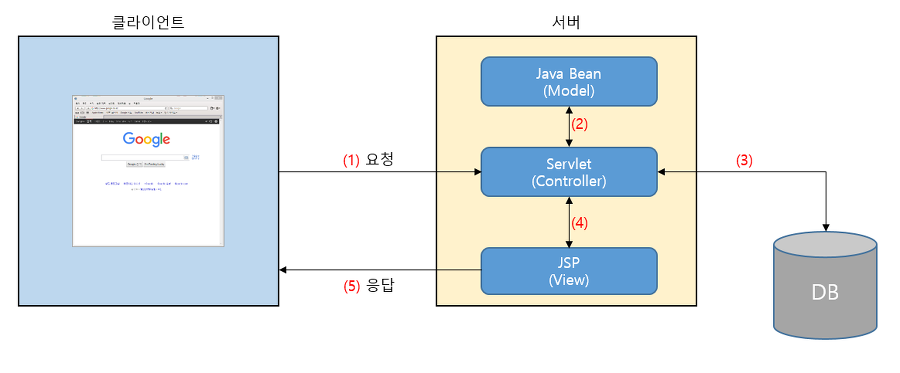 클라이언트
서버
Google
Java Bean
(Model)
(2)
(1) 요청
Servlet
(Controller)
(3)
(4)
(5) 응답
JSP
(View)
DB